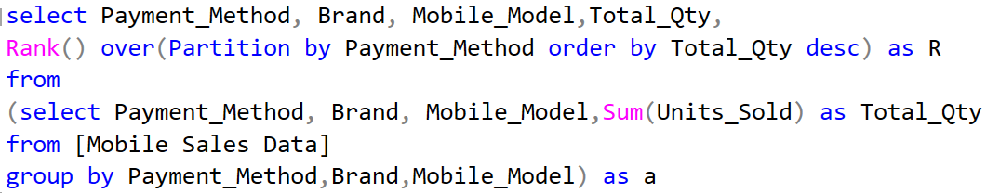 select Payment_Method, Brand, Mobile_Model,Total_Qty,
Rank() over(Partition by Payment_Method order by Total_Qty desc) as R
from
(select Payment_Method, Brand, Mobile_Model,Sum(Units_Sold) as Total_Qty
from [Mobile Sales Data]
group by Payment_Method,Brand,Mobile_Model) as a